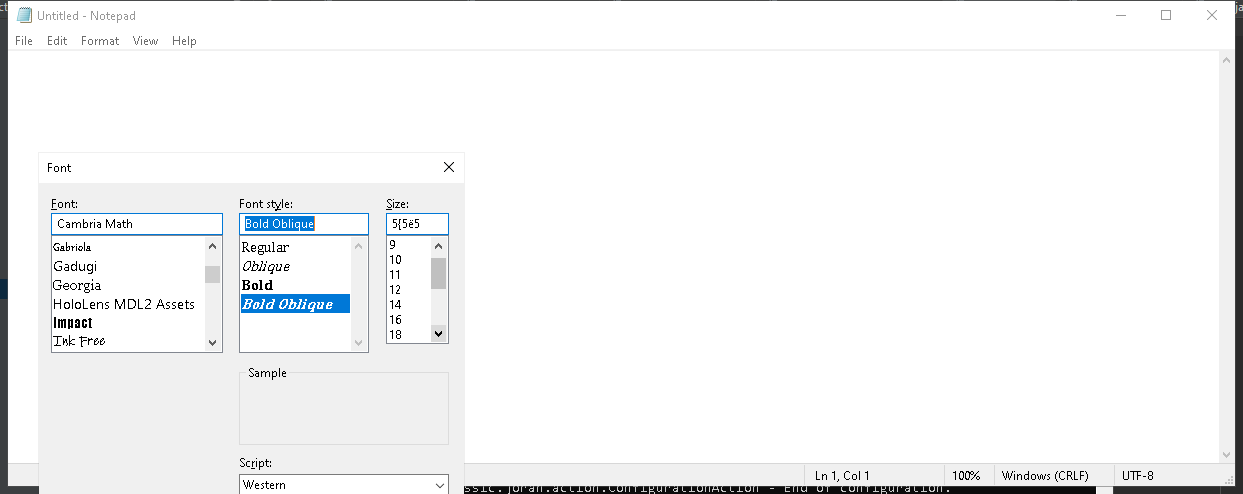 Untitled - Notepad
File Edit Format View Help
Font
Font: Font style: Size:
Cambria Math Bold Oblique 5{5ë5
Gabriola
Gadugi
Georgia
HoloLens MDL2 Assets
Impact
Ink Free
Regular
Oblique
Bold
Bold Oblique
9
10
11
12
14
16
18
Sample
Script:
Western
Ln 1, Col 1 100% Windows (CRLF) UTF-8
ssic.joran.action.ConfigurationAction - End of configuration.